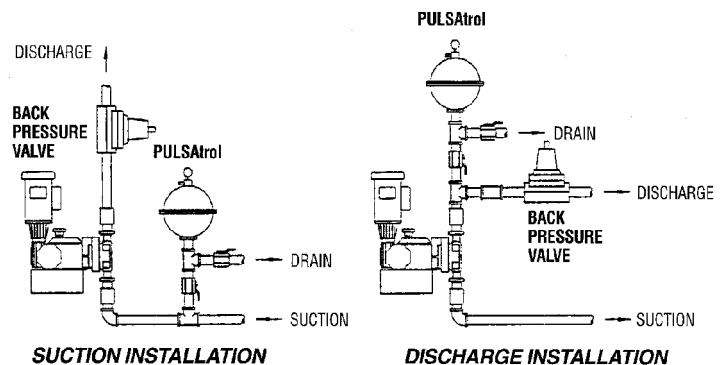 DISCHARGE
BACK
PRESSURE
VALVE
PULSAtrol
DRAIN
SUCTION
SUCTION INSTALLATION
PULSAtrol
DRAIN
DISCHARGE
BACK
PRESSURE
VALVE
SUCTION
DISCHARGE INSTALLATION